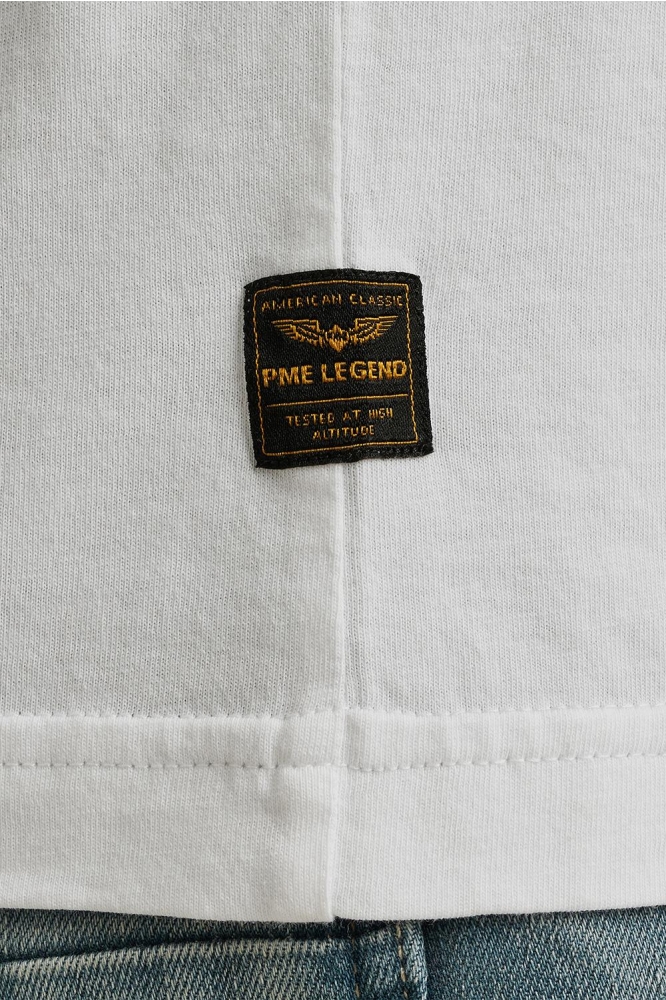 AMERICAN CLASSIC
PME LEGEND
TESTED AT HIGH
ALTITUDE